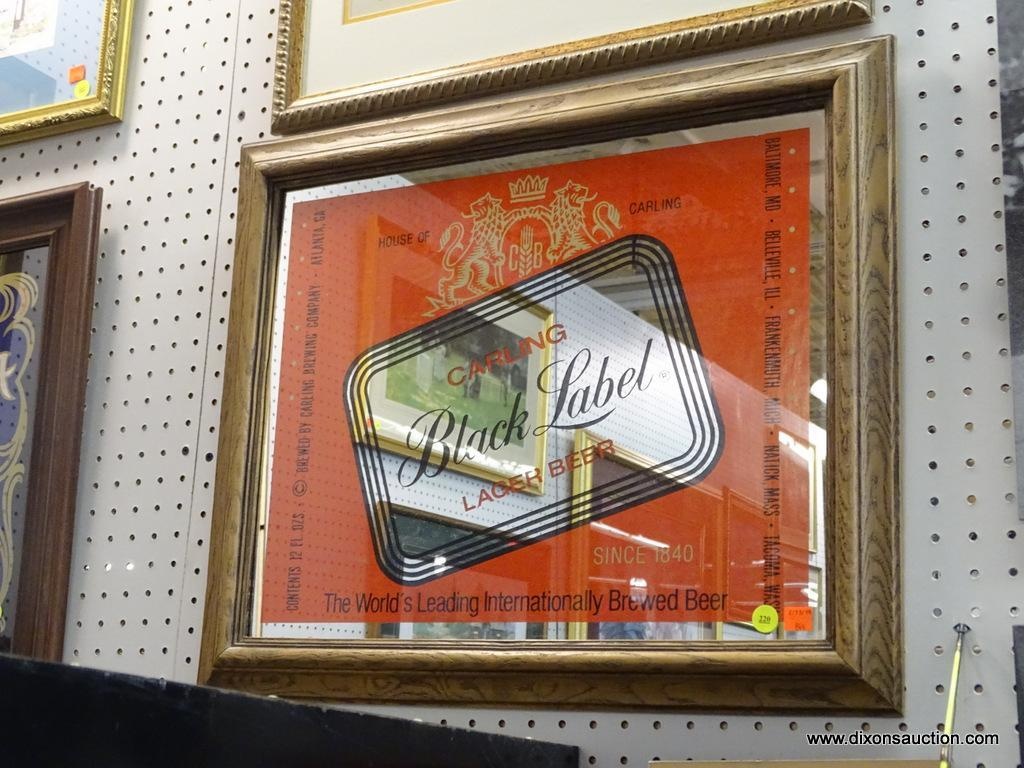 HOUSE OF
CARLING
CB
CARLING
Black Label ®
LAGER BEER
SINCE 1840
The World's Leading Internationally Brewed Beer
CONTENTS 12 FL. OZS. · © BREWED BY CARLING BREWING COMPANY · ATLANTA, GA
BALTIMORE, MD · BELLEVILLE, ILL · FRANKENMUTH, MICH · NATICK MASS · TACOMA WASH
220
www.dixonsauction.com